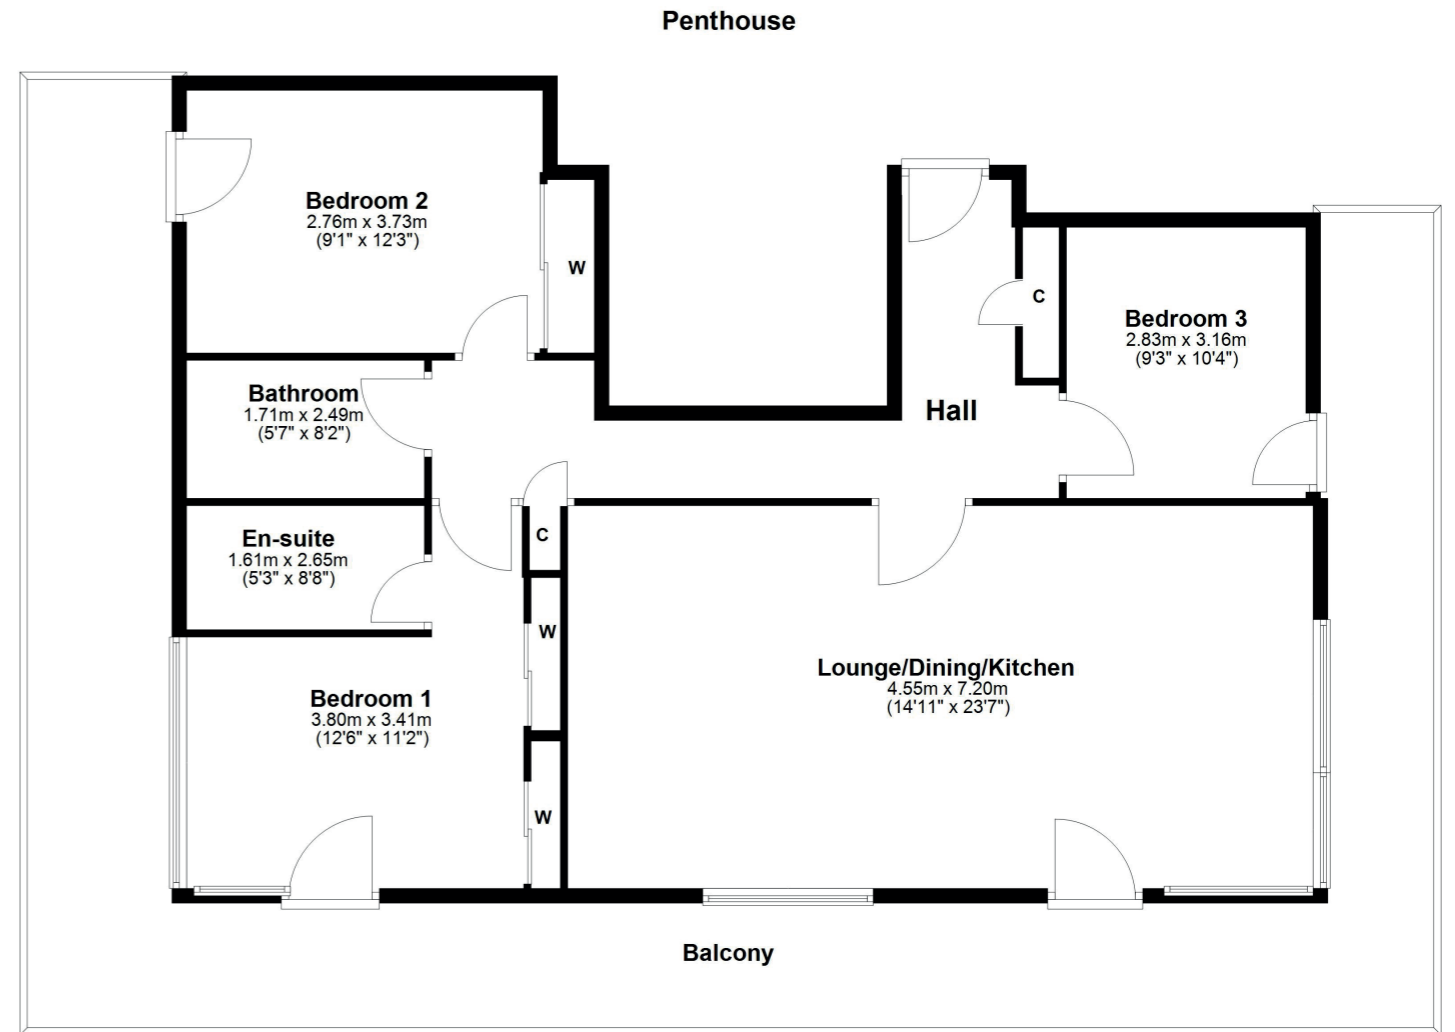 Penthouse
Bedroom 2
2.76m x 3.73m
(9'1" x 12'3")
W
C
Bedroom 3
2.83m x 3.16m
(9'3" x 10'4")
Bathroom
1.71m x 2.49m
(5'7" x 8'2")
Hall
En-suite
1.61m x 2.65m
(5'3" x 8'8")
C
W
Lounge/Dining/Kitchen
4.55m x 7.20m
(14'11" x 23'7")
Bedroom 1
3.80m x 3.41m
(12'6" x 11'2")
W
Balcony